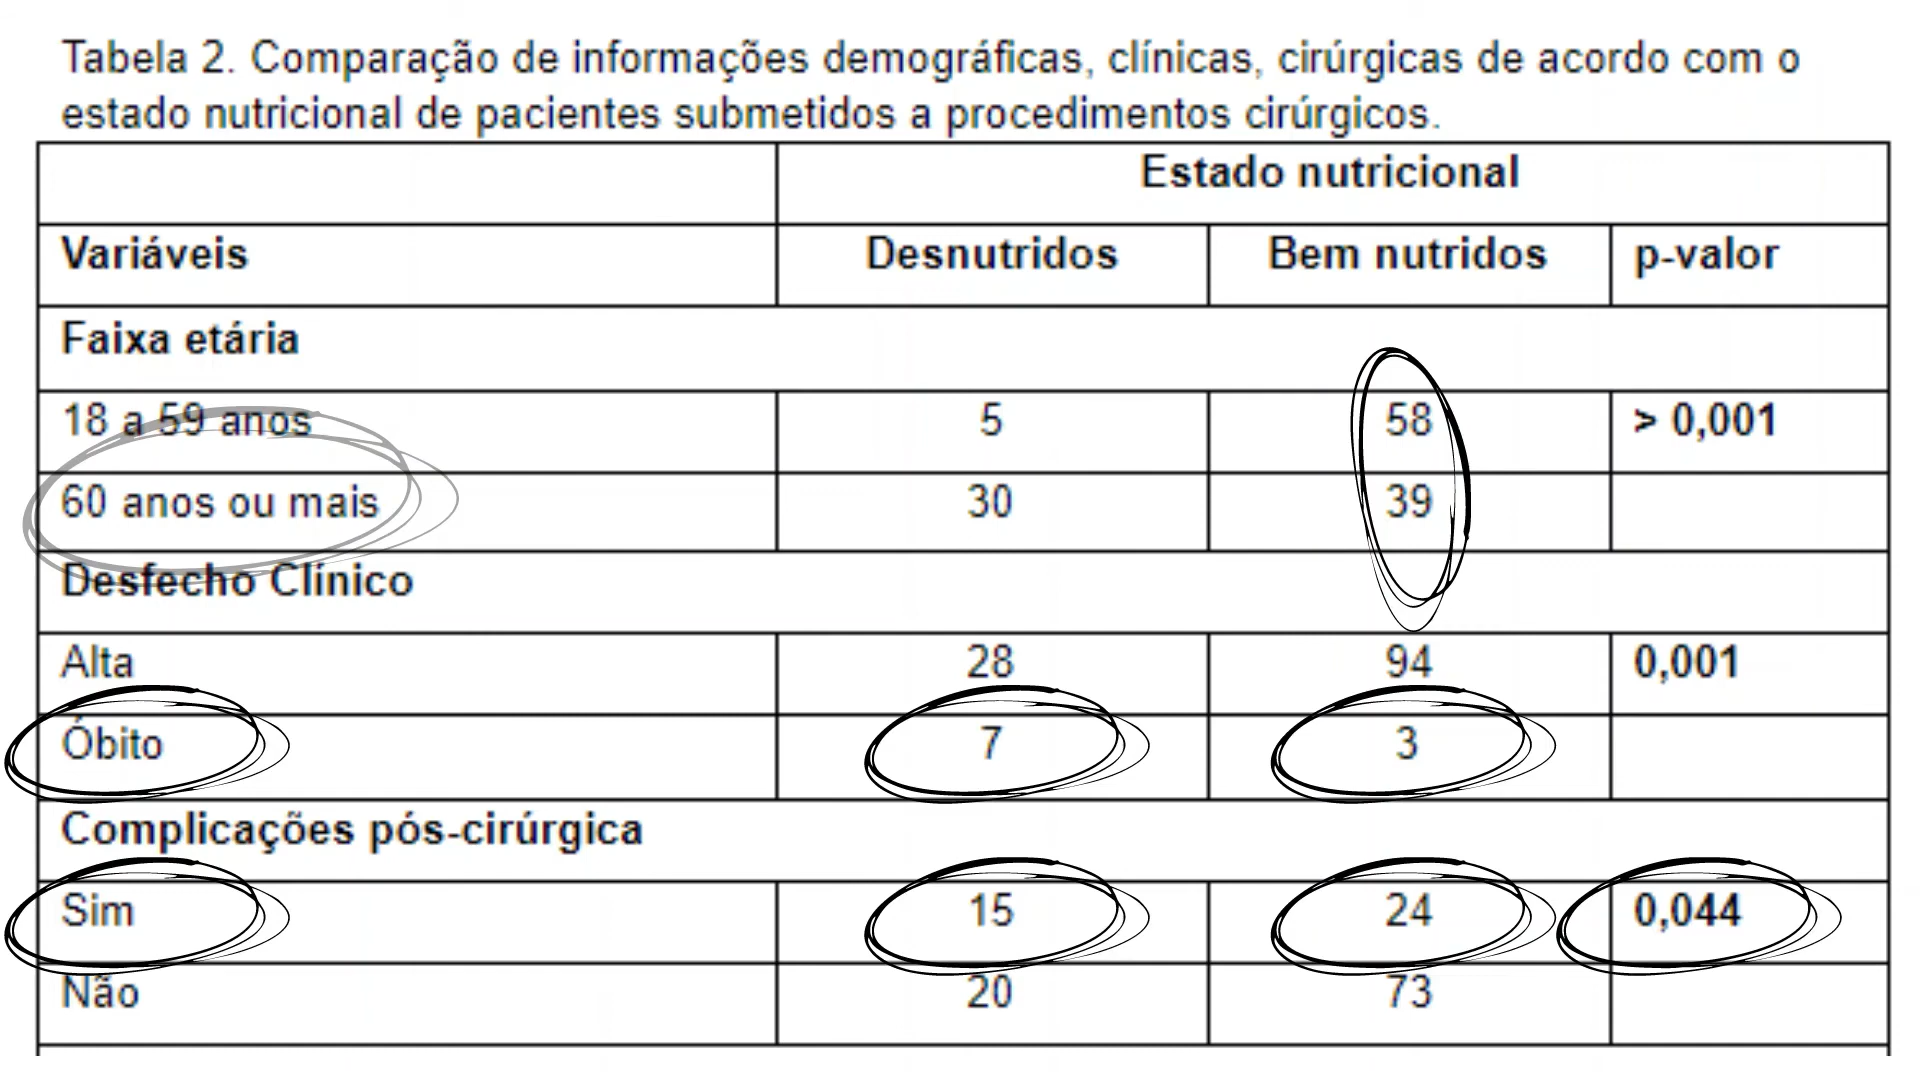 Tabela 2. Comparação de informações demográficas, clínicas, cirúrgicas de acordo com o
estado nutricional de pacientes submetidos a procedimentos cirúrgicos.
Estado nutricional
Variáveis Desnutridos Bem nutridos p-valor
Faixa etária
18 a 59 anos 5 58 > 0,001
60 anos ou mais 30 39
Desfecho Clínico
Alta 28 94 0,001
Óbito 7 3
Complicações pós-cirúrgica
Sim 15 24 0,044
Não 20 73